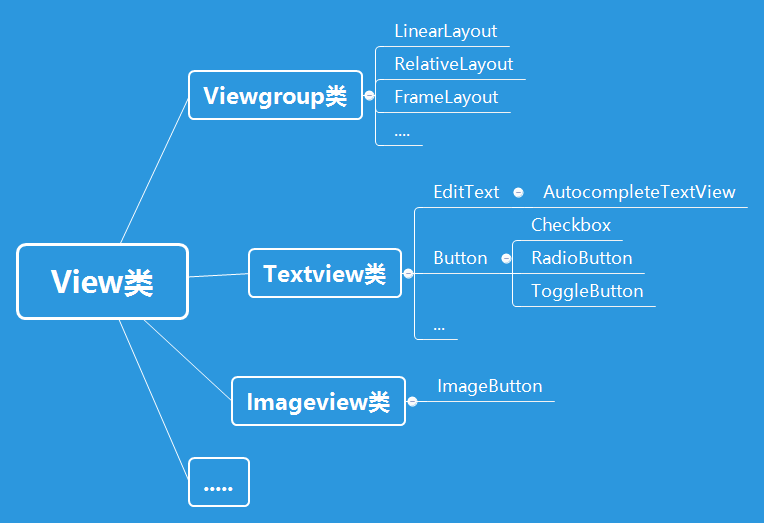 View类
Viewgroup类
LinearLayout
RelativeLayout
FrameLayout
....
Textview类
EditText
AutocompleteTextView
Button
Checkbox
RadioButton
ToggleButton
...
Imageview类
ImageButton
.....